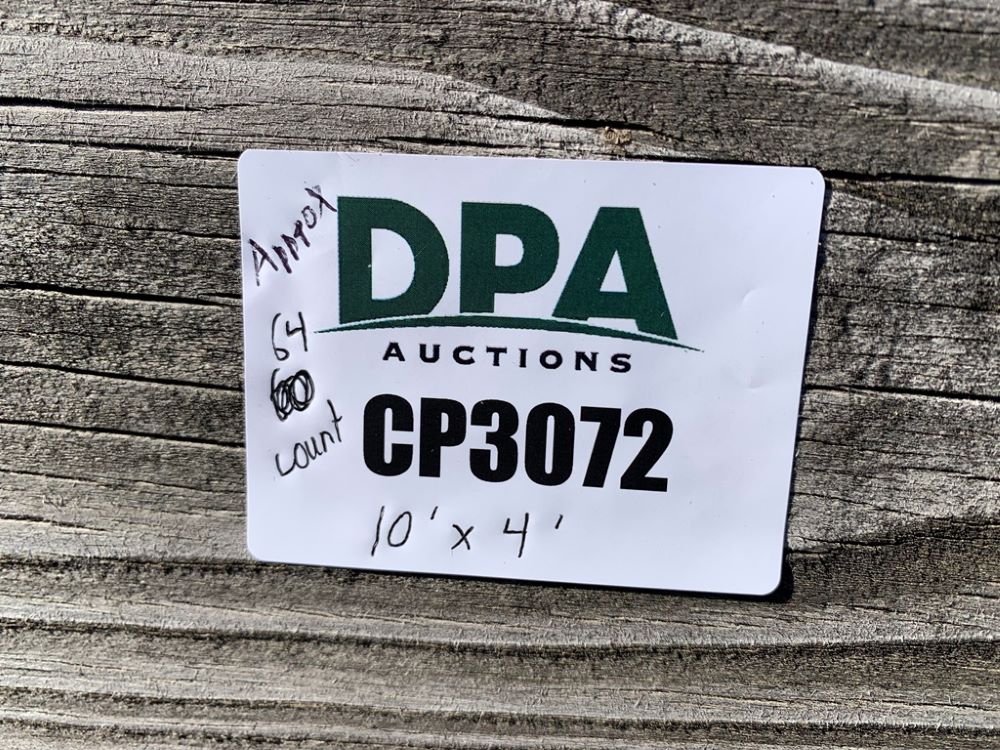 Approx
64
count
DPA
AUCTIONS
CP3072
10' x 4'